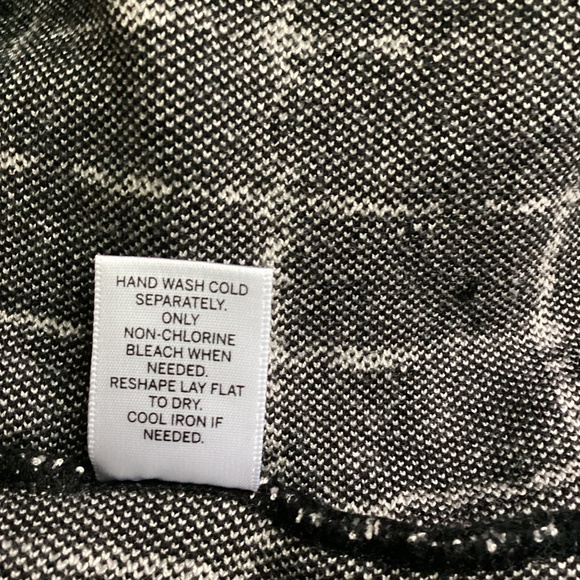 HAND WASH COLD
SEPARATELY.
ONLY
NON-CHLORINE
BLEACH WHEN
NEEDED.
RESHAPE LAY FLAT
TO DRY.
COOL IRON IF
NEEDED.